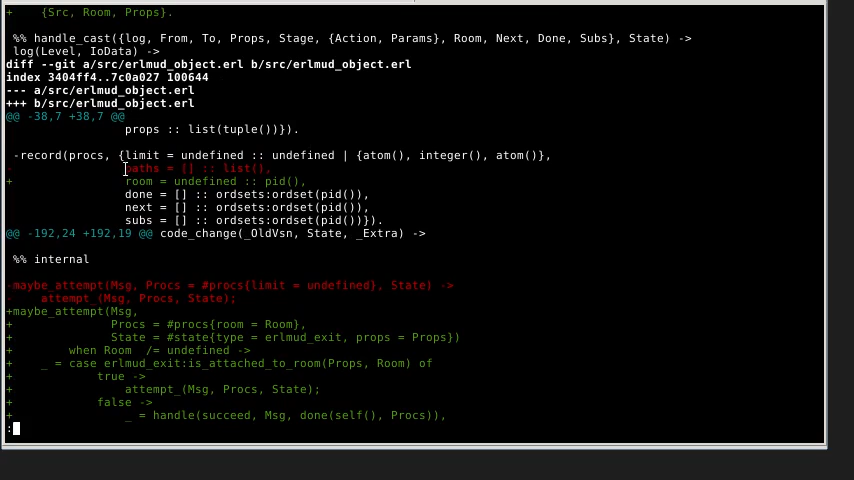 +    {Src, Room, Props}.
 %% handle_cast({log, From, To, Props, Stage, {Action, Params}, Room, Next, Done, Subs}, State) ->
 log(Level, IoData) ->
diff --git a/src/erlmud_object.erl b/src/erlmud_object.erl
index 3404ff4..7c0a027 100644
--- a/src/erlmud_object.erl
+++ b/src/erlmud_object.erl
@@ -38,7 +38,7 @@
                props :: list(tuple())}).
 -record(procs, {limit = undefined :: undefined | {atom(), integer(), atom()},
-               paths = [] :: list(),
+               room = undefined :: pid(),
                done = [] :: ordsets:ordset(pid()),
                next = [] :: ordsets:ordset(pid()),
                subs = [] :: ordsets:ordset(pid())}).
@@ -192,24 +192,19 @@ code_change(_OldVsn, State, _Extra) ->
 %% internal
-maybe_attempt(Msg, Procs = #procs{limit = undefined}, State) ->
-    attempt_(Msg, Procs, State);
+maybe_attempt(Msg,
+              Procs = #procs{room = Room},
+              State = #state{type = erlmud_exit, props = Props})
+        when Room  /= undefined ->
+    _ = case erlmud_exit:is_attached_to_room(Props, Room) of
+            true ->
+                attempt_(Msg, Procs, State);
+            false ->
+                _ = handle(succeed, Msg, done(self(), Procs)),
: